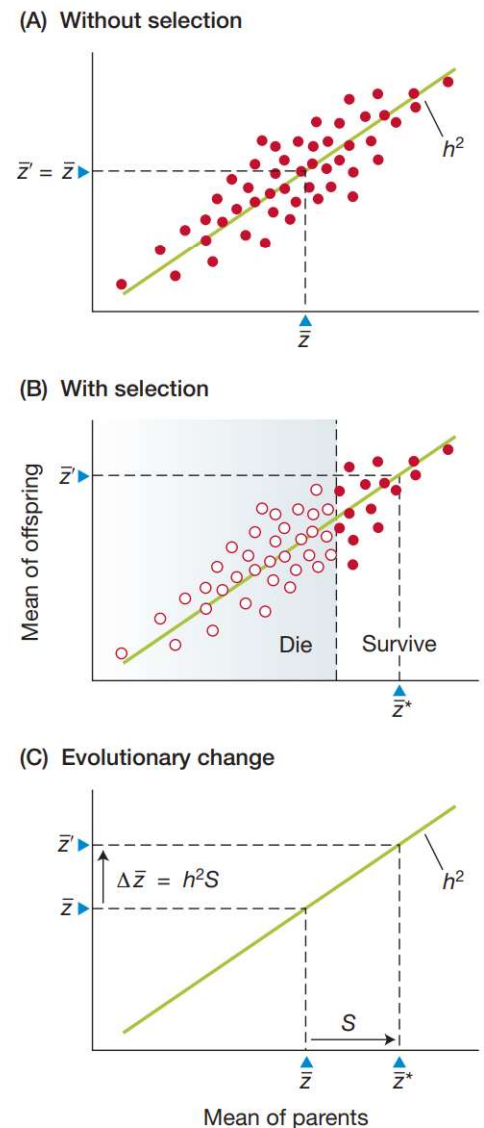 (A) Without selection
z̄′ = z̄
h²
z̄
(B) With selection
Mean of offspring
z̄′
Die
Survive
z̄*
(C) Evolutionary change
z̄′
Δz̄ = h²S
z̄
h²
S
z̄
z̄*
Mean of parents